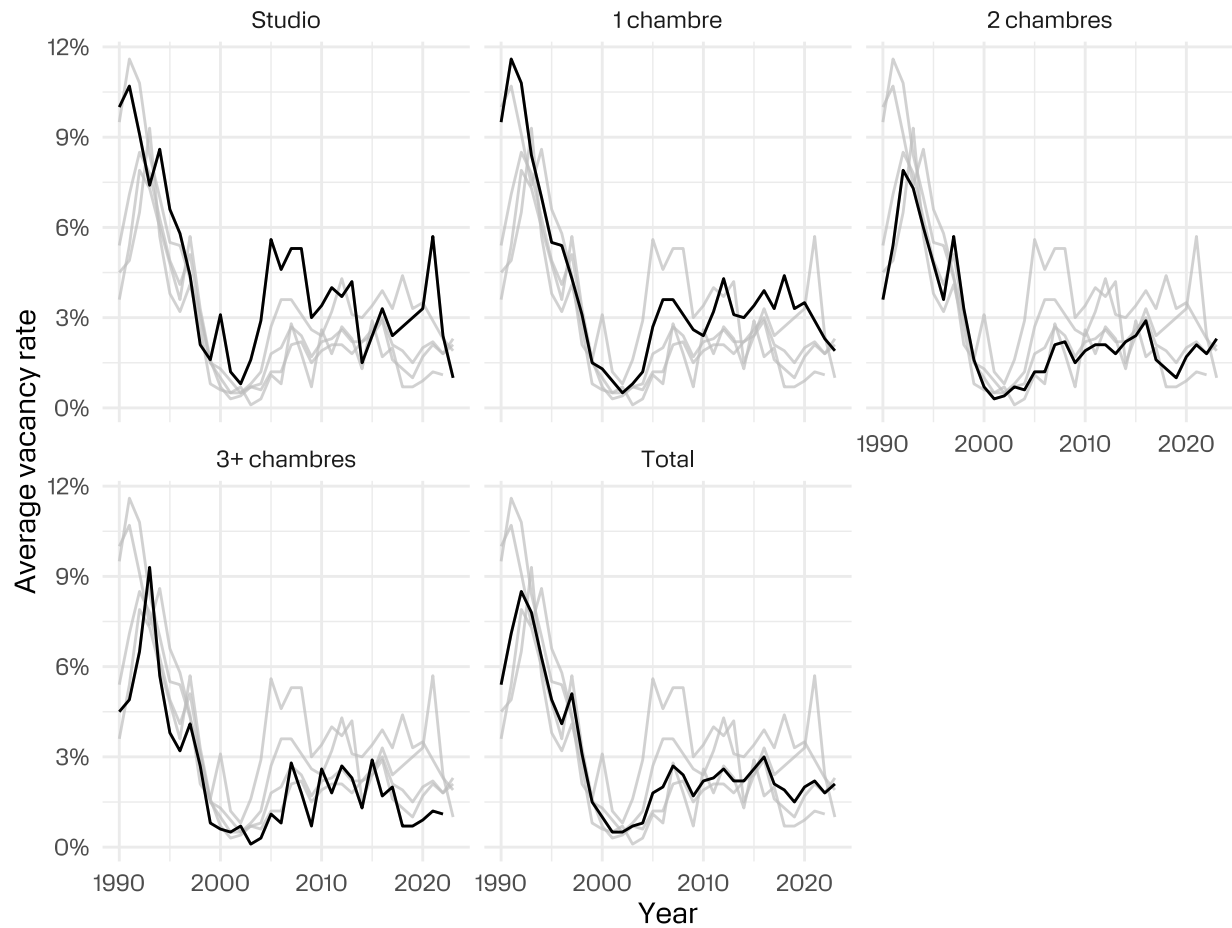 Studio
1 chambre
2 chambres
12%
9%
6%
3%
0%
1990 2000 2010 2020
3+ chambres
Total
12%
9%
6%
3%
0%
1990 2000 2010 2020
1990 2000 2010 2020
Average vacancy rate
Year